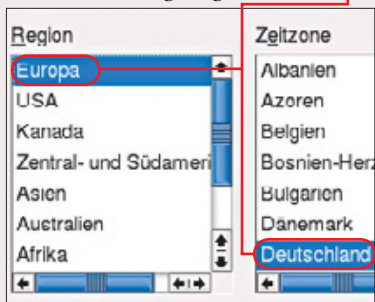 Region
Europa
USA
Kanada
Zentral- und Südameri
Asien
Australien
Afrika
Zeitzone
Albanien
Azoren
Belgien
Bosnien-Herz
Bulgarien
Dänemark
Deutschland